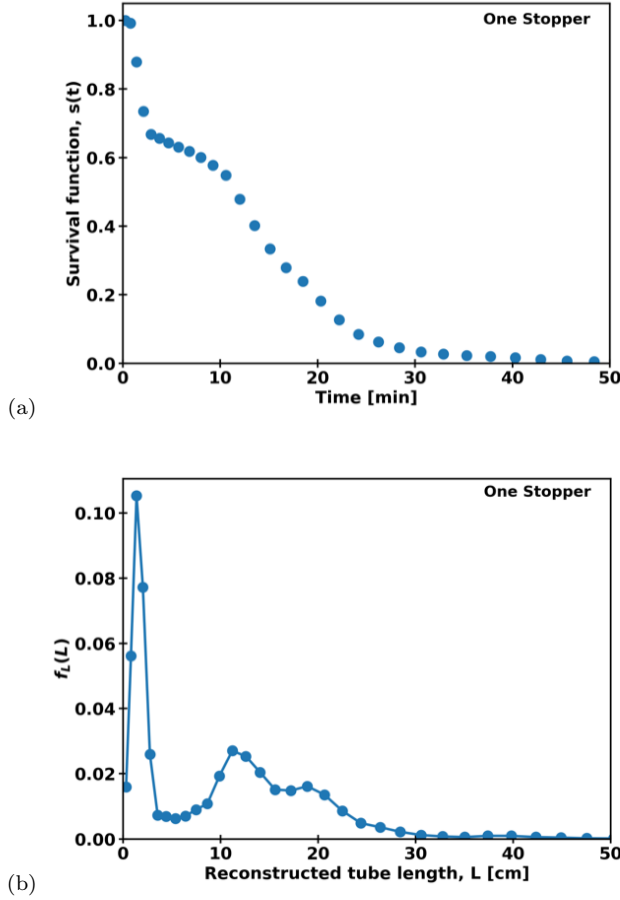 One Stopper
1.0
0.8
0.6
0.4
0.2
0.0
Survival function, s(t)
0 10 20 30 40 50
Time [min]
(a)
One Stopper
0.10
0.08
0.06
0.04
0.02
0.00
f_L(L)
0 10 20 30 40 50
Reconstructed tube length, L [cm]
(b)